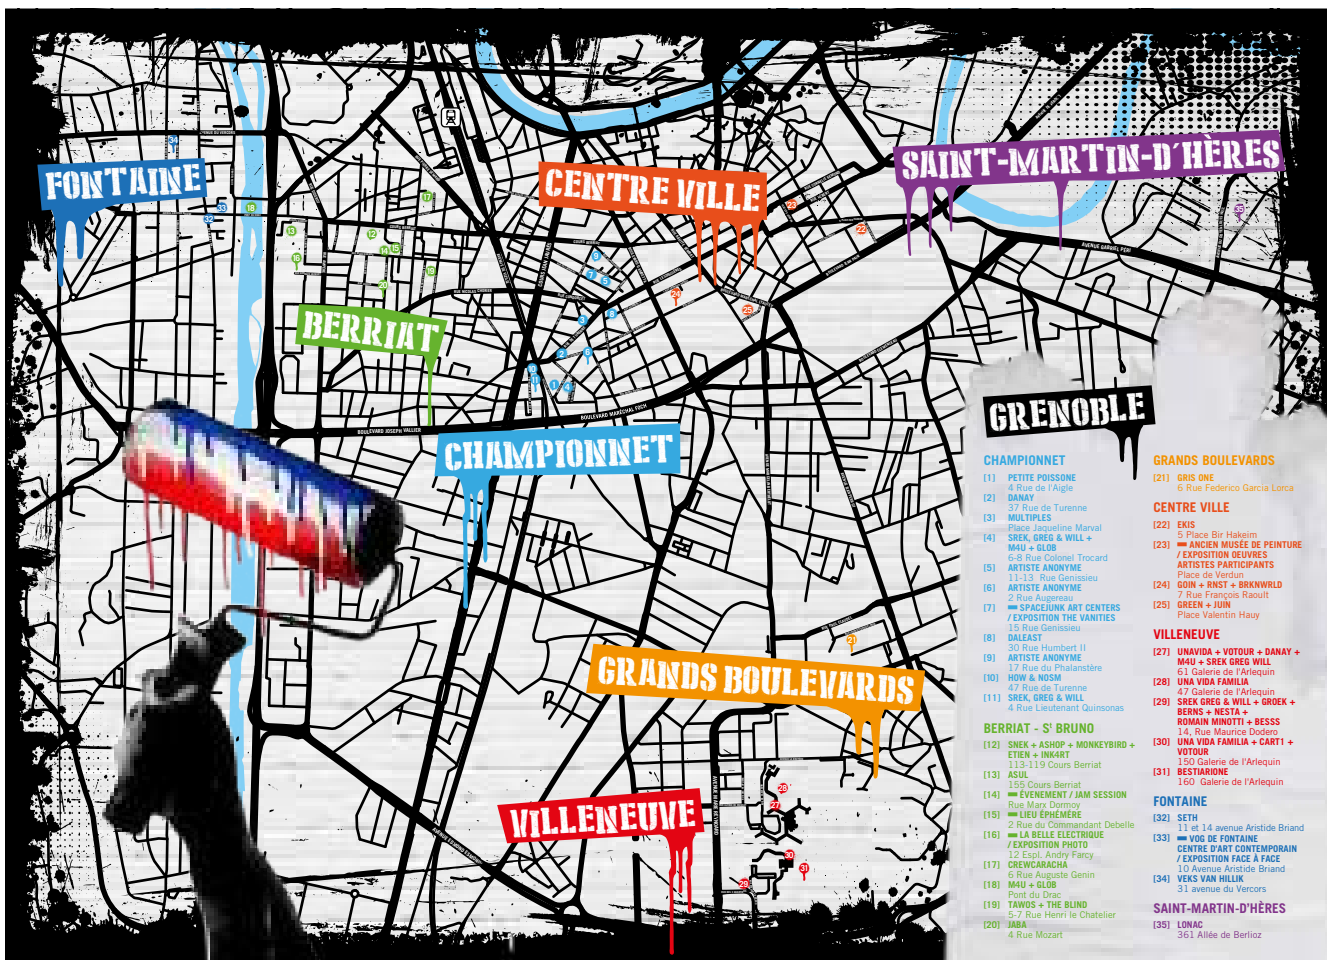 FONTAINE
CENTRE VILLE
SAINT-MARTIN-D'HÈRES
BERRIAT
CHAMPIONNET
GRANDS BOULEVARDS
VILLENEUVE
GRENOBLE
AVENUE DU VERCORS
AVENUE GABRIEL PERI
RUE NICOLAS CHORIER
BOULEVARD JOSEPH VALLIER
BOULEVARD MARÉCHAL FOCH
CHAMPIONNET
[1] PETITE POISSONE
4 Rue de l'Aigle
[2] DANAY
37 Rue de Turenne
[3] MULTIPLES
Place Jaqueline Marval
[4] SREK, GREG & WILL +
M4U + GLOB
6-8 Rue Colonel Trocard
[5] ARTISTE ANONYME
11-13 Rue Genissieu
[6] ARTISTE ANONYME
2 Rue Augereau
[7] SPACEJUNK ART CENTERS
/ EXPOSITION THE VANITIES
15 Rue Genissieu
[8] DALEAST
30 Rue Humbert II
[9] ARTISTE ANONYME
17 Rue du Phalanstère
[10] HOW & NOSM
47 Rue de Turenne
[11] SREK, GREG & WILL
4 Rue Lieutenant Quinsonas
BERRIAT - St BRUNO
[12] SNEK + ASHOP + MONKEYBIRD +
ETIEN + INK4RT
113-119 Cours Berriat
[13] ASUL
155 Cours Berriat
[14] ÉVENEMENT / JAM SESSION
Rue Marx Dormoy
[15] LIEU ÉPHÉMÈRE
2 Rue du Commandant Debelle
[16] LA BELLE ELECTRIQUE
/ EXPOSITION PHOTO
12 Espl. Andry Farcy
[17] CREWCARACHA
6 Rue Auguste Genin
[18] M4U + GLOB
Pont du Drac
[19] TAWOS + THE BLIND
5-7 Rue Henri le Chatelier
[20] JABA
4 Rue Mozart
GRANDS BOULEVARDS
[21] GRIS ONE
6 Rue Federico Garcia Lorca
CENTRE VILLE
[22] EKIS
5 Place Bir Hakeim
[23] ANCIEN MUSÉE DE PEINTURE
/ EXPOSITION OEUVRES
ARTISTES PARTICIPANTS
Place de Verdun
[24] GOIN + RNST + BRKNWRLD
7 Rue François Raoult
[25] GREEN + JUIN
Place Valentin Hauy
VILLENEUVE
[27] UNAVIDA + VOTOUR + DANAY +
M4U + SREK GREG WILL
61 Galerie de l'Arlequin
[28] UNA VIDA FAMILIA
47 Galerie de l'Arlequin
[29] SREK GREG & WILL + GROEK +
BERNS + NESTA +
ROMAIN MINOTTI + BESSS
14, Rue Maurice Dodero
[30] UNA VIDA FAMILIA + CART1 +
VOTOUR
150 Galerie de l'Arlequin
[31] BESTIARIONE
160 Galerie de l'Arlequin
FONTAINE
[32] SETH
11 et 14 avenue Aristide Briand
[33] VOG DE FONTAINE
CENTRE D'ART CONTEMPORAIN
/ EXPOSITION FACE À FACE
10 Avenue Aristide Briand
[34] VEKS VAN HILLIK
31 avenue du Vercors
SAINT-MARTIN-D'HÈRES
[35] LONAC
361 Allée de Berlioz